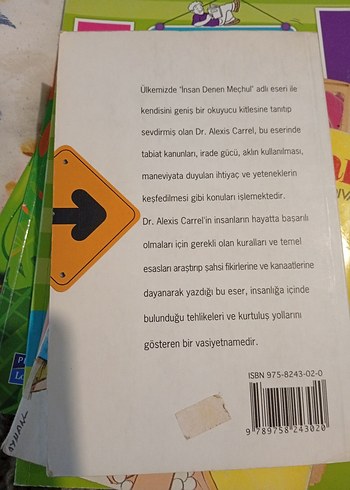 Ülkemizde "İnsan Denen Meçhul" adlı eseri ile
kendisini geniş bir okuyucu kitlesine tanıtıp
sevdirmiş olan Dr. Alexis Carrel, bu eserinde
tabiat kanunları, irade gücü, aklın kullanılması,
maneviyata duyulan ihtiyaç ve yeteneklerin
keşfedilmesi gibi konuları işlemektedir.
Dr. Alexis Carrel'in insanların hayatta başarılı
olmaları için gerekli olan kuralları ve temel
esasları araştırıp şahsi fikirlerine ve kanaatlerine
dayanarak yazdığı bu eser, insanlığa içinde
bulunduğu tehlikeleri ve kurtuluş yollarını
gösteren bir vasiyetnamedir.
ISBN 975-8243-02-0
9 789758 243020